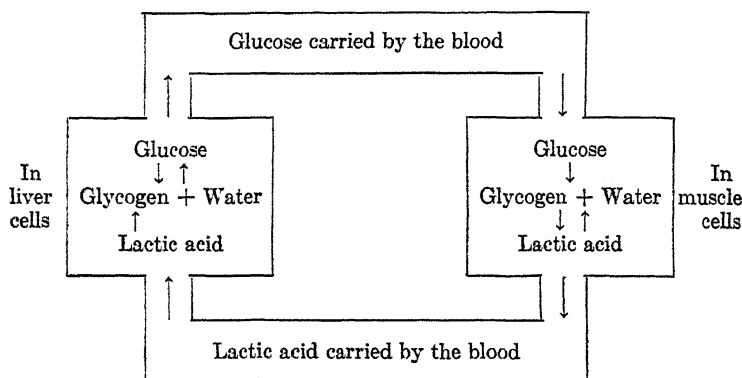 Glucose carried by the blood
In
liver
cells
Glucose
↓ ↑
Glycogen + Water
↑
Lactic acid
Glucose
↓
Glycogen + Water
↓ ↑
Lactic acid
In
muscle
cells
Lactic acid carried by the blood